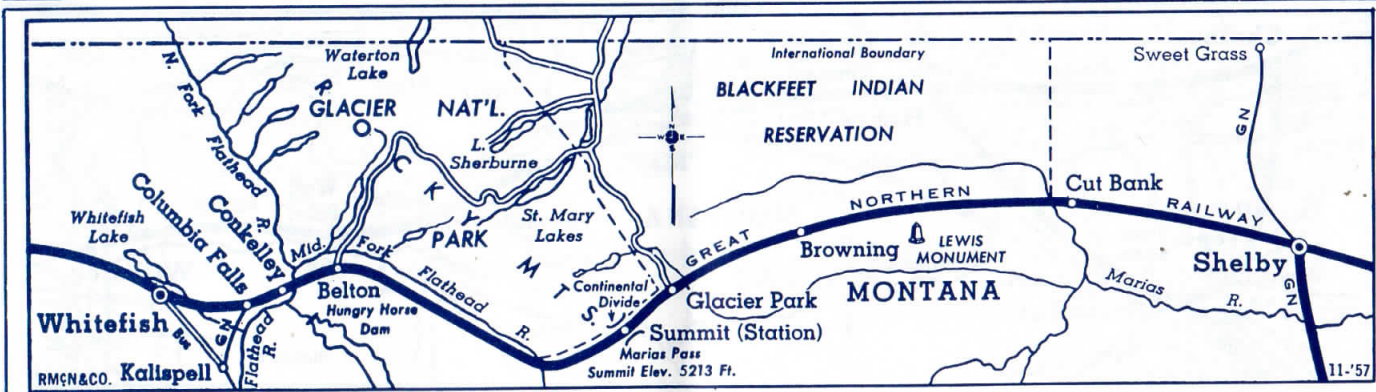 International Boundary
Sweet Grass
Waterton
Lake
N. Fork Flathead R.
GLACIER NAT'L.
PARK
BLACKFEET INDIAN
RESERVATION
L.
Sherburne
R C K Y M T S.
N
W E
S
GN
St. Mary
Lakes
Whitefish
Lake
Columbia Falls
Conkelley
Mid. Fork Flathead R.
GREAT NORTHERN RAILWAY
Cut Bank
Browning
LEWIS
MONUMENT
Shelby
Continental
Divide
Glacier Park
MONTANA
Marias R.
GN
Belton
Hungry Horse
Dam
Whitefish
Bus
GN
Flathead R.
Summit (Station)
Marias Pass
Summit Elev. 5213 Ft.
Kalispell
RMCN&CO.
11-'57